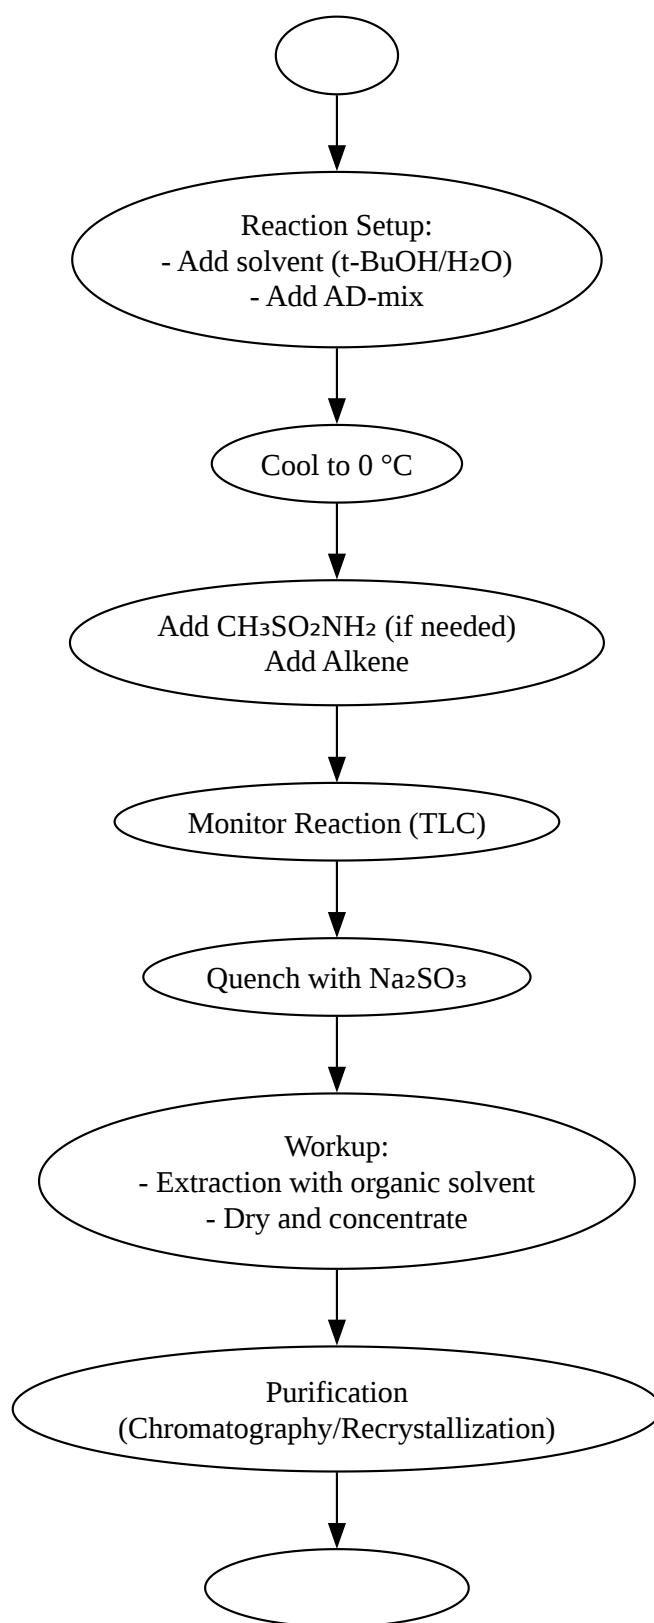 Reaction Setup:
- Add solvent (t-BuOH/H₂O)
- Add AD-mix
Cool to 0 °C
Add CH₃SO₂NH₂ (if needed)
Add Alkene
Monitor Reaction (TLC)
Quench with Na₂SO₃
Workup:
- Extraction with organic solvent
- Dry and concentrate
Purification
(Chromatography/Recrystallization)